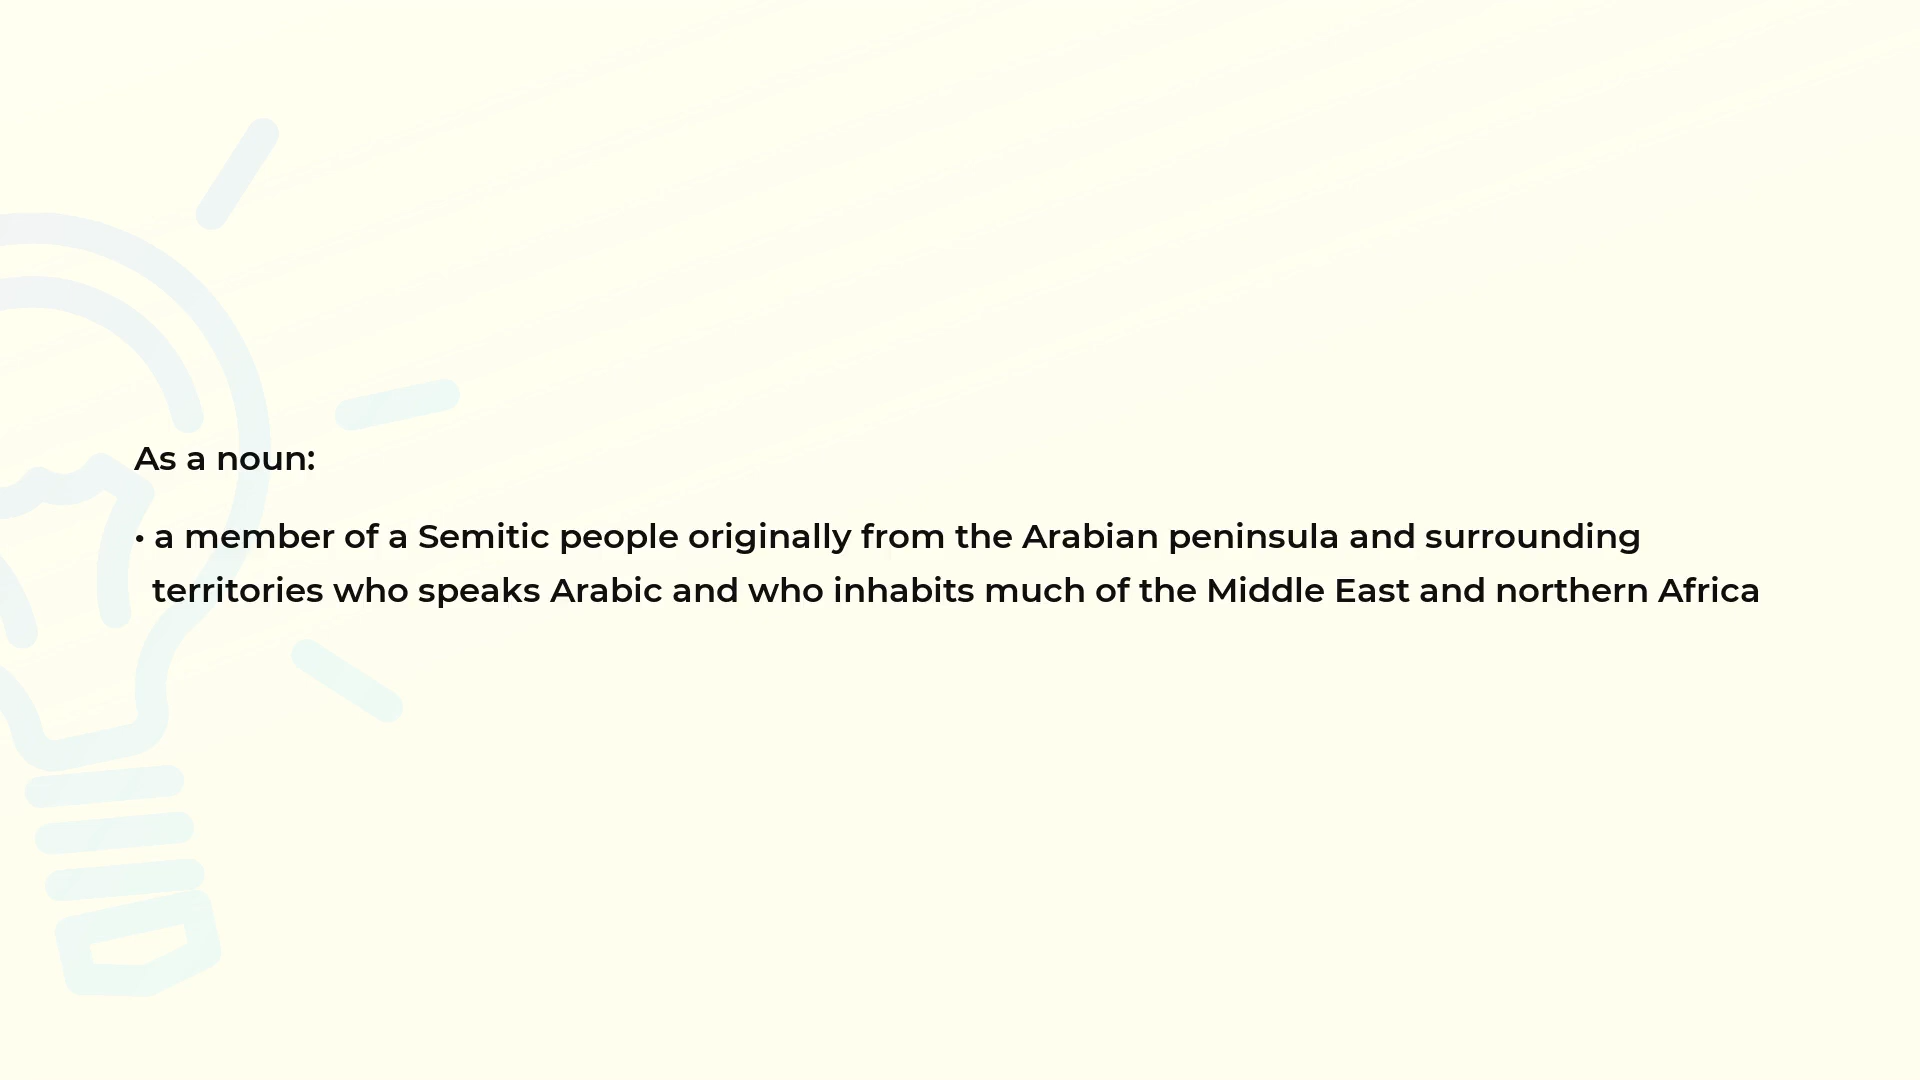 As a noun:
• a member of a Semitic people originally from the Arabian peninsula and surrounding
territories who speaks Arabic and who inhabits much of the Middle East and northern Africa